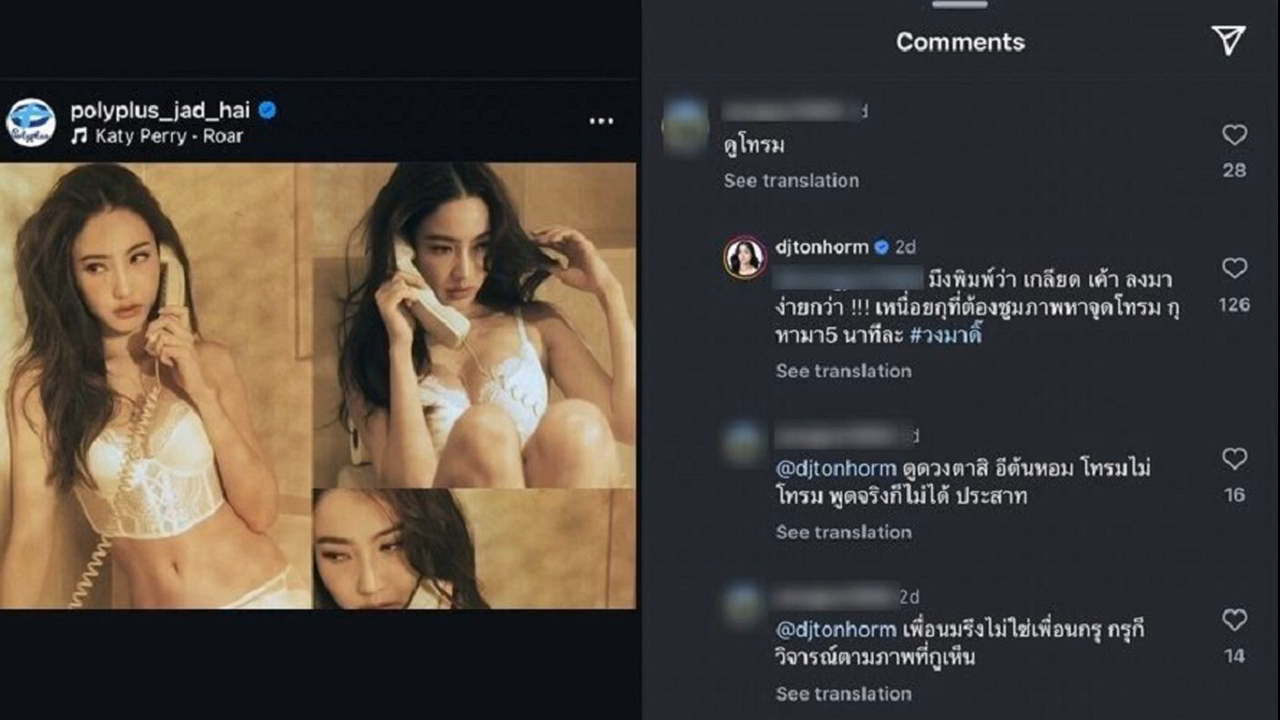 polyplus_jad_hai
Katy Perry · Roar
Comments
d
ดูโทรม
See translation
28
djtonhorm 2d
มึงพิมพ์ว่า เกลียด เค้า ลงมา
ง่ายกว่า !!! เหนื่อยกุที่ต้องซูมภาพหาจุดโทรม กุ
หามา5 นาทีละ #วงมาดิ๊
126
See translation
d
@djtonhorm ดูดวงตาสิ อีต้นหอม โทรมไม่
โทรม พูดจริงก็ไม่ได้ ประสาท
16
See translation
2d
@djtonhorm เพื่อนมรึงไม่ใช่เพื่อนกรุ กรุก็
วิจารณ์ตามภาพที่กูเห็น
14
See translation